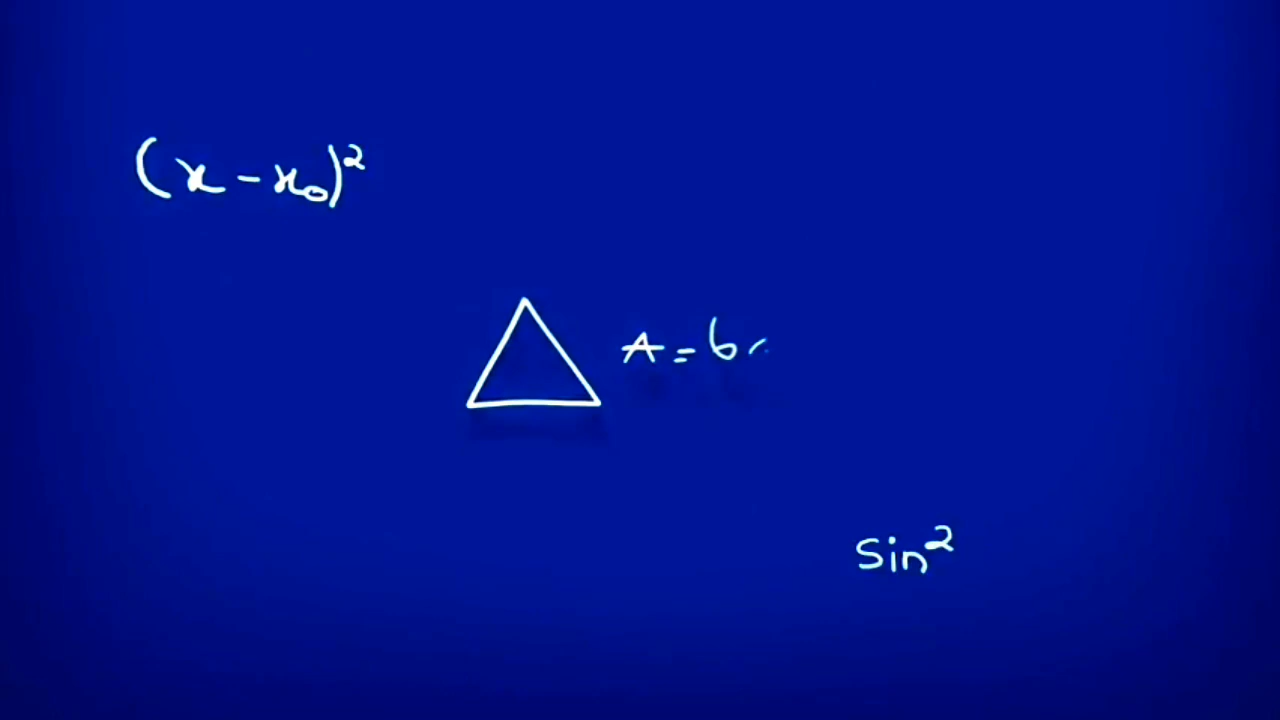 (x - x₀)²
A = b
sin²